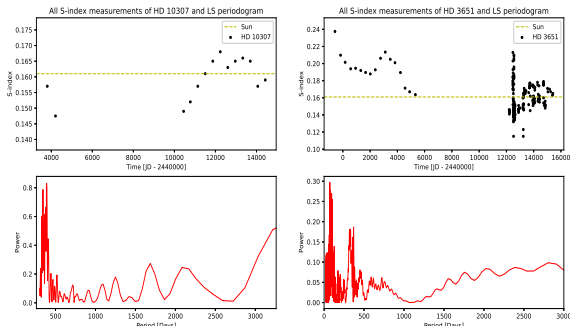 All S-index measurements of HD 10307 and LS periodogram
All S-index measurements of HD 3651 and LS periodogram
Sun
HD 10307
Sun
HD 3651
S-index
0.175
0.170
0.165
0.160
0.155
0.150
0.145
0.140
4000 6000 8000 10000 12000 14000
Time [JD - 2440000]
S-index
0.24
0.22
0.20
0.18
0.16
0.14
0.12
0.10
0 2000 4000 6000 8000 10000 12000 14000 16000
Time [JD - 2440000]
Power
0.8
0.6
0.4
0.2
0.0
500 1000 1500 2000 2500 3000
Period [Days]
Power
0.30
0.25
0.20
0.15
0.10
0.05
0.00
0 500 1000 1500 2000 2500 3000
Period [Days]